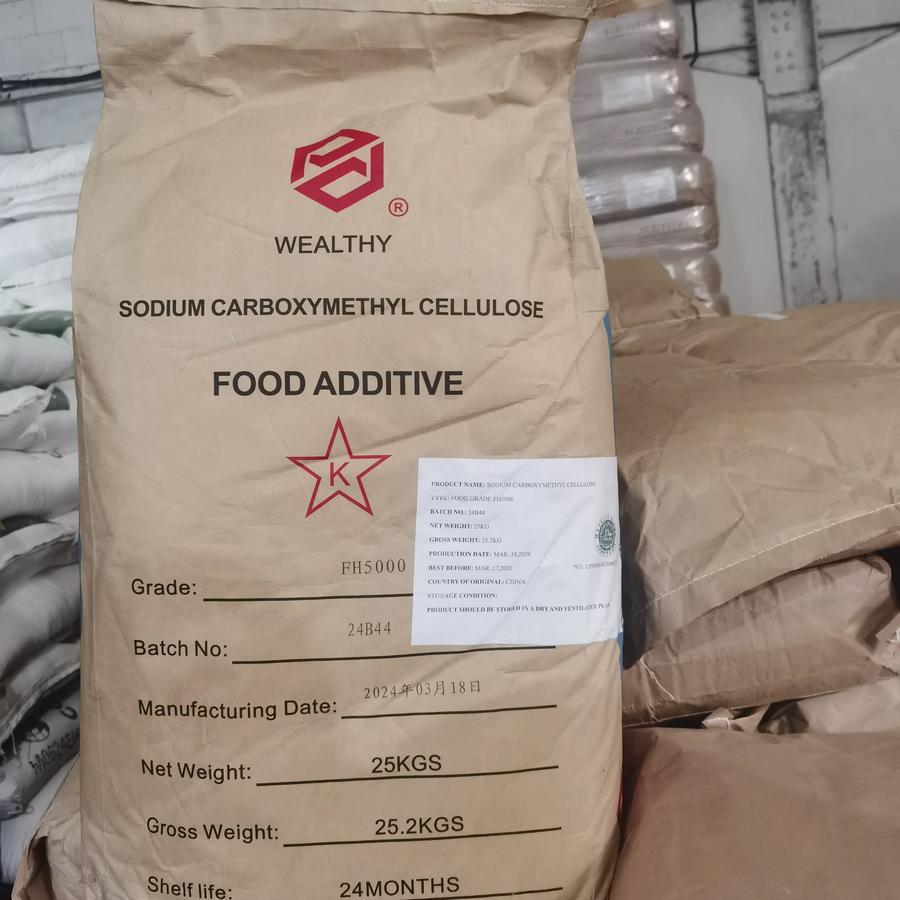 ®
WEALTHY
SODIUM CARBOXYMETHYL CELLULOSE
FOOD ADDITIVE
K
Grade: FH5000
Batch No: 24B44
Manufacturing Date: 2024年03月18日
Net Weight: 25KGS
Gross Weight: 25.2KGS
Shelf life: 24MONTHS
PRODUCT NAME: SODIUM CARBOXYMETHYL CELLULOSE
TYPE: FOOD GRADE FH5000
BATCH NO.: 24B44
NET WEIGHT: 25KG
GROSS WEIGHT: 25.2KG
PRODUCTION DATE: MAR.,18,2024
BEST BEFORE: MAR.,17,2026
COUNTRY OF ORIGINAL: CHINA
STORAGE CONDITION:
PRODUCT SHOULD BE STORED IN A DRY AND VENTILATED
NO.: